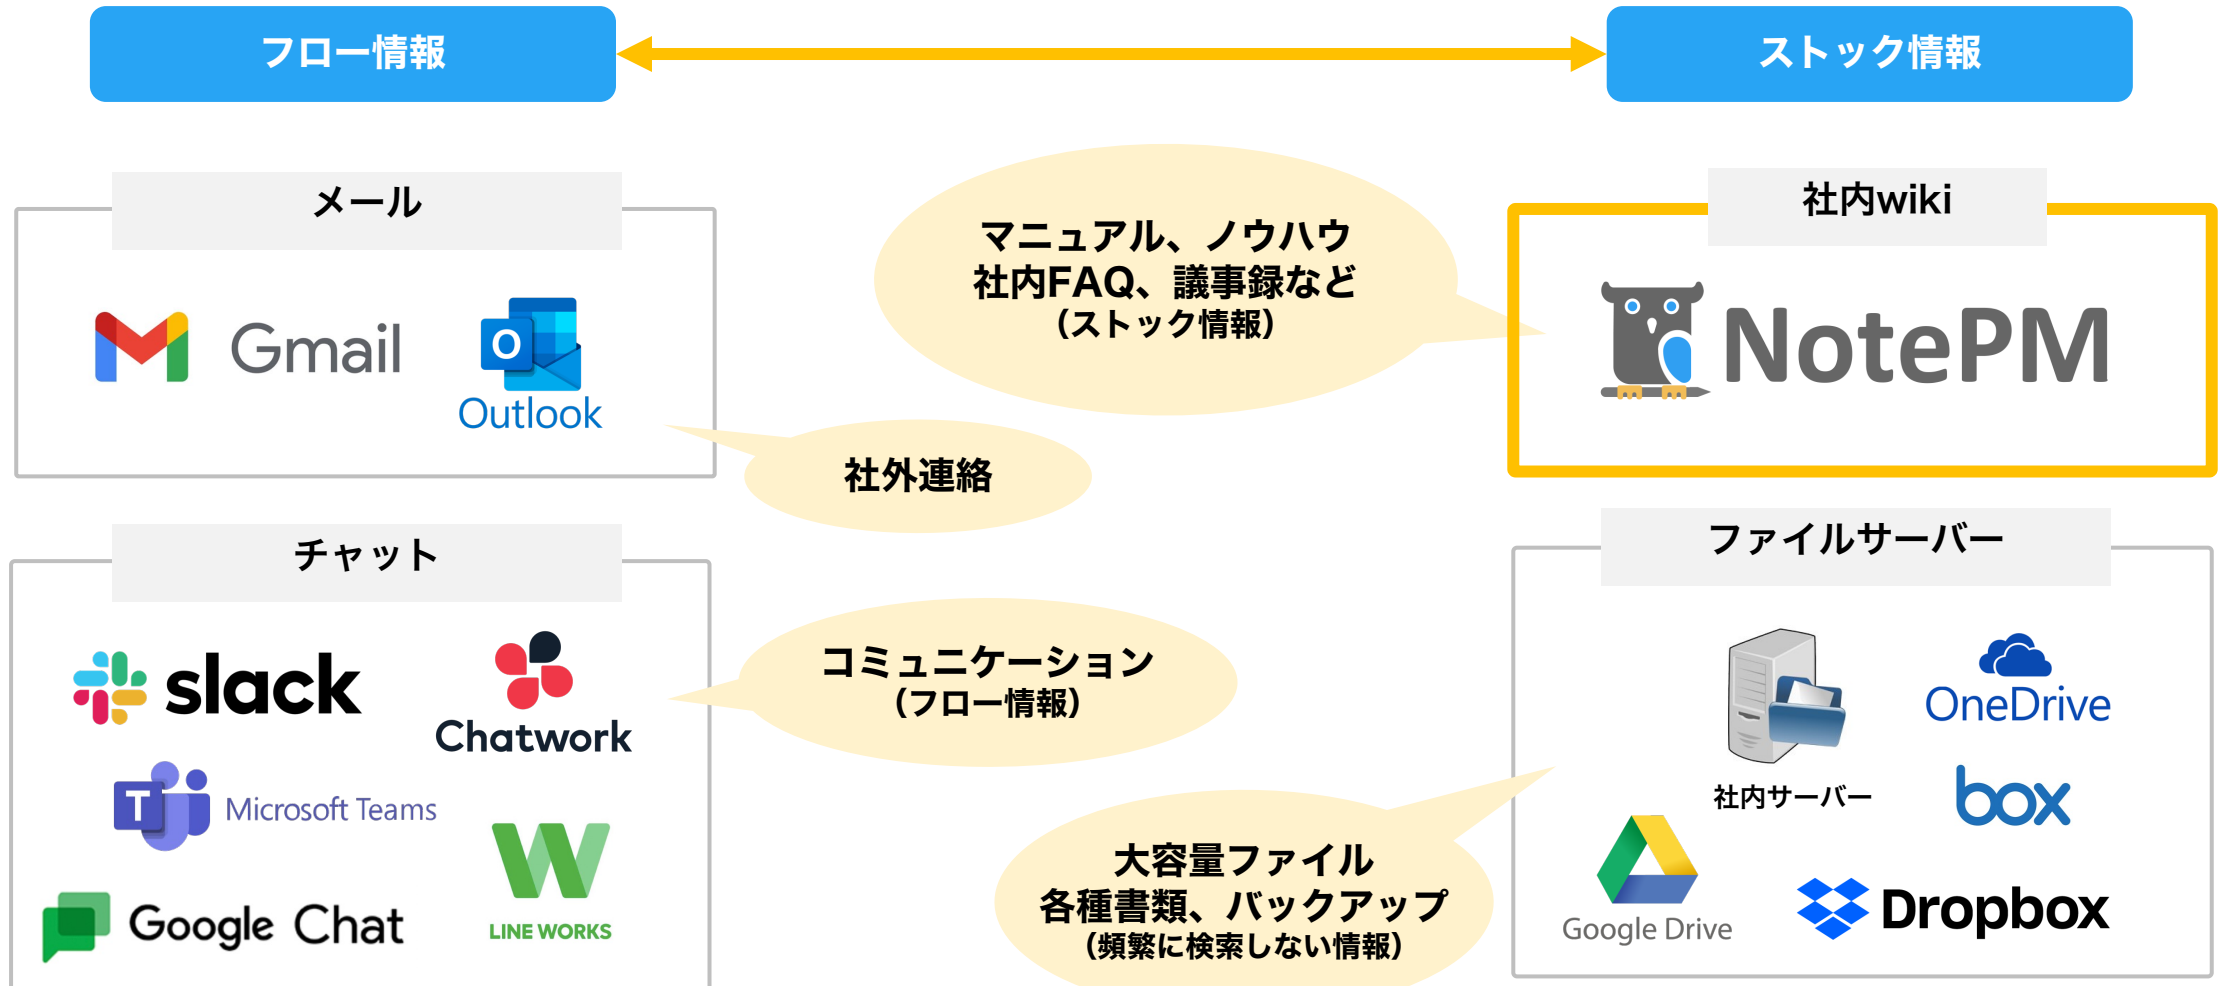 フロー情報
ストック情報
メール
Gmail
Outlook
社外連絡
マニュアル、ノウハウ
社内FAQ、議事録など
（ストック情報）
社内wiki
NotePM
チャット
slack
Chatwork
Microsoft Teams
LINE WORKS
Google Chat
コミュニケーション
（フロー情報）
ファイルサーバー
社内サーバー
OneDrive
box
Google Drive
Dropbox
大容量ファイル
各種書類、バックアップ
（頻繁に検索しない情報）